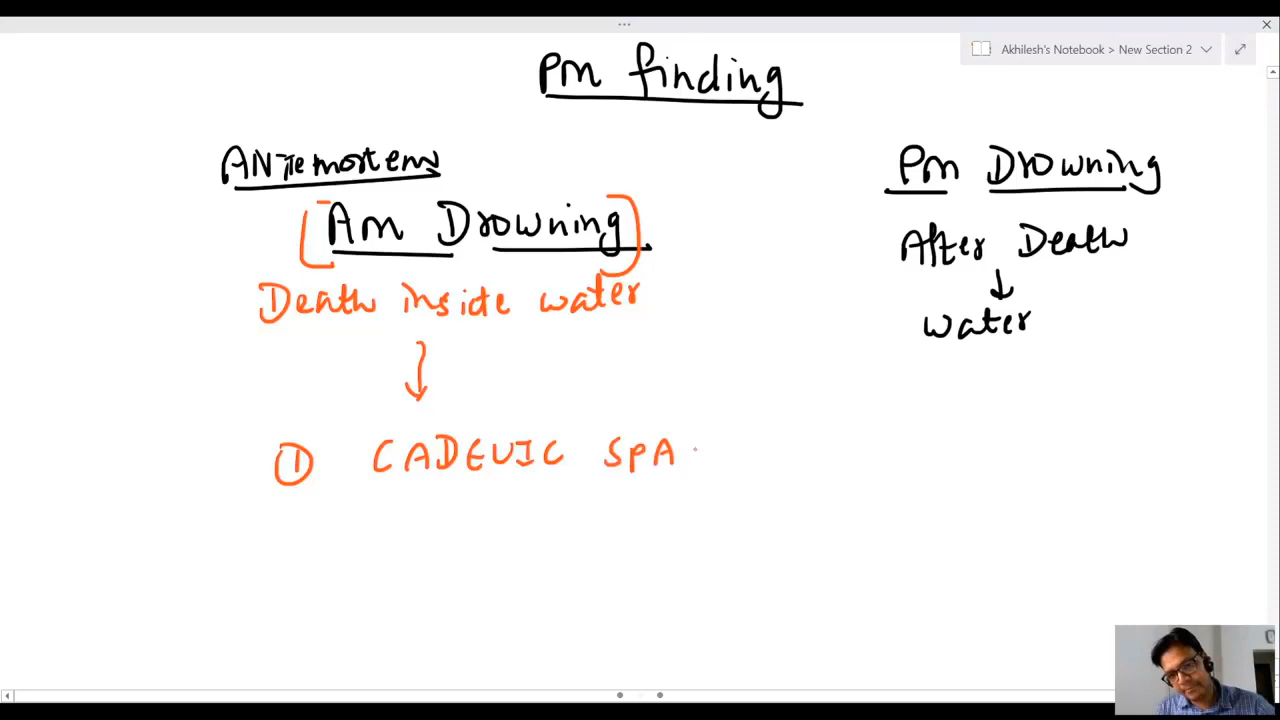 Akhilesh's Notebook > New Section 2
Pm finding
ANTemortem
Am Drowning
Death inside water
① CADEVIC SPA
Pm Drowning
After Death
water